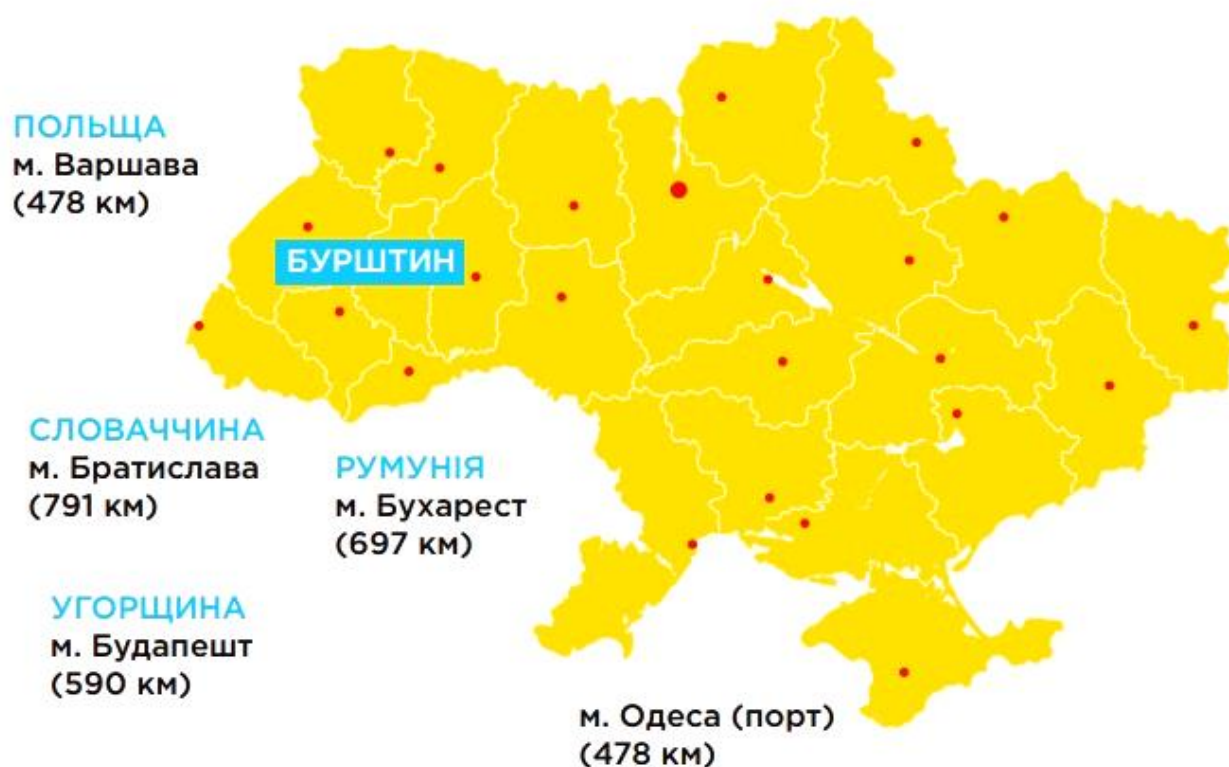 ПОЛЬЩА
м. Варшава
(478 км)
БУРШТИН
СЛОВАЧЧИНА
м. Братислава
(791 км)
РУМУНІЯ
м. Бухарест
(697 км)
УГОРЩИНА
м. Будапешт
(590 км)
м. Одеса (порт)
(478 км)